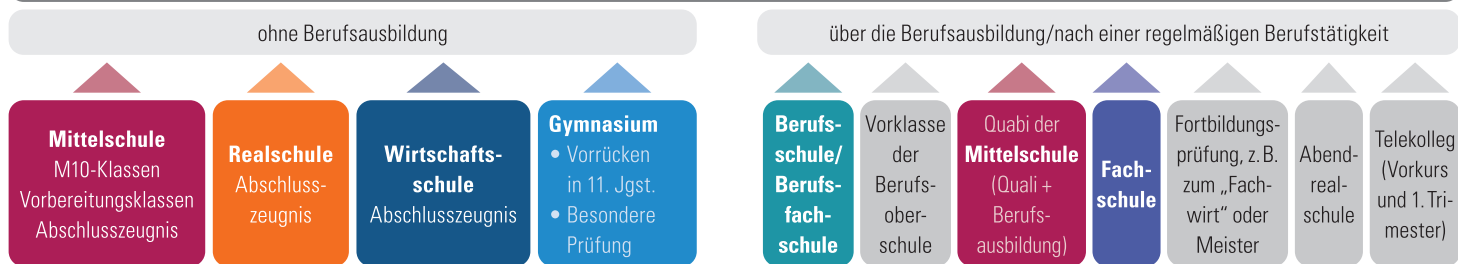 ohne Berufsausbildung
über die Berufsausbildung/nach einer regelmäßigen Berufstätigkeit
Mittelschule
M10-Klassen
Vorbereitungsklassen
Abschlusszeugnis
Realschule
Abschluss-
zeugnis
Wirtschafts-
schule
Abschlusszeugnis
Gymnasium
• Vorrücken
in 11. Jgst.
• Besondere
Prüfung
Berufs-
schule/
Berufs-
fach-
schule
Vorklasse
der
Berufs-
ober-
schule
Quabi der
Mittelschule
(Quali +
Berufs-
ausbildung)
Fach-
schule
Fortbildungs-
prüfung, z. B.
zum „Fach-
wirt“ oder
Meister
Abend-
real-
schule
Telekolleg
(Vorkurs
und 1. Tri-
mester)